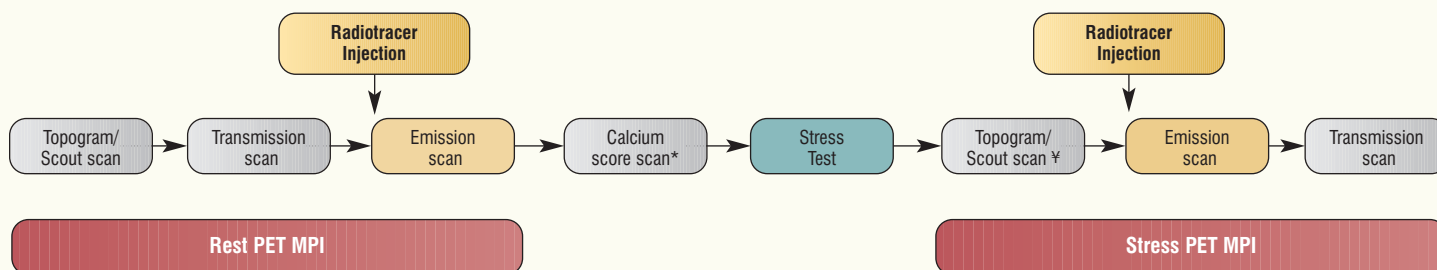 Radiotracer
Injection
Radiotracer
Injection
Topogram/
Scout scan
Transmission
scan
Emission
scan
Calcium
score scan*
Stress
Test
Topogram/
Scout scan ¥
Emission
scan
Transmission
scan
Rest PET MPI
Stress PET MPI